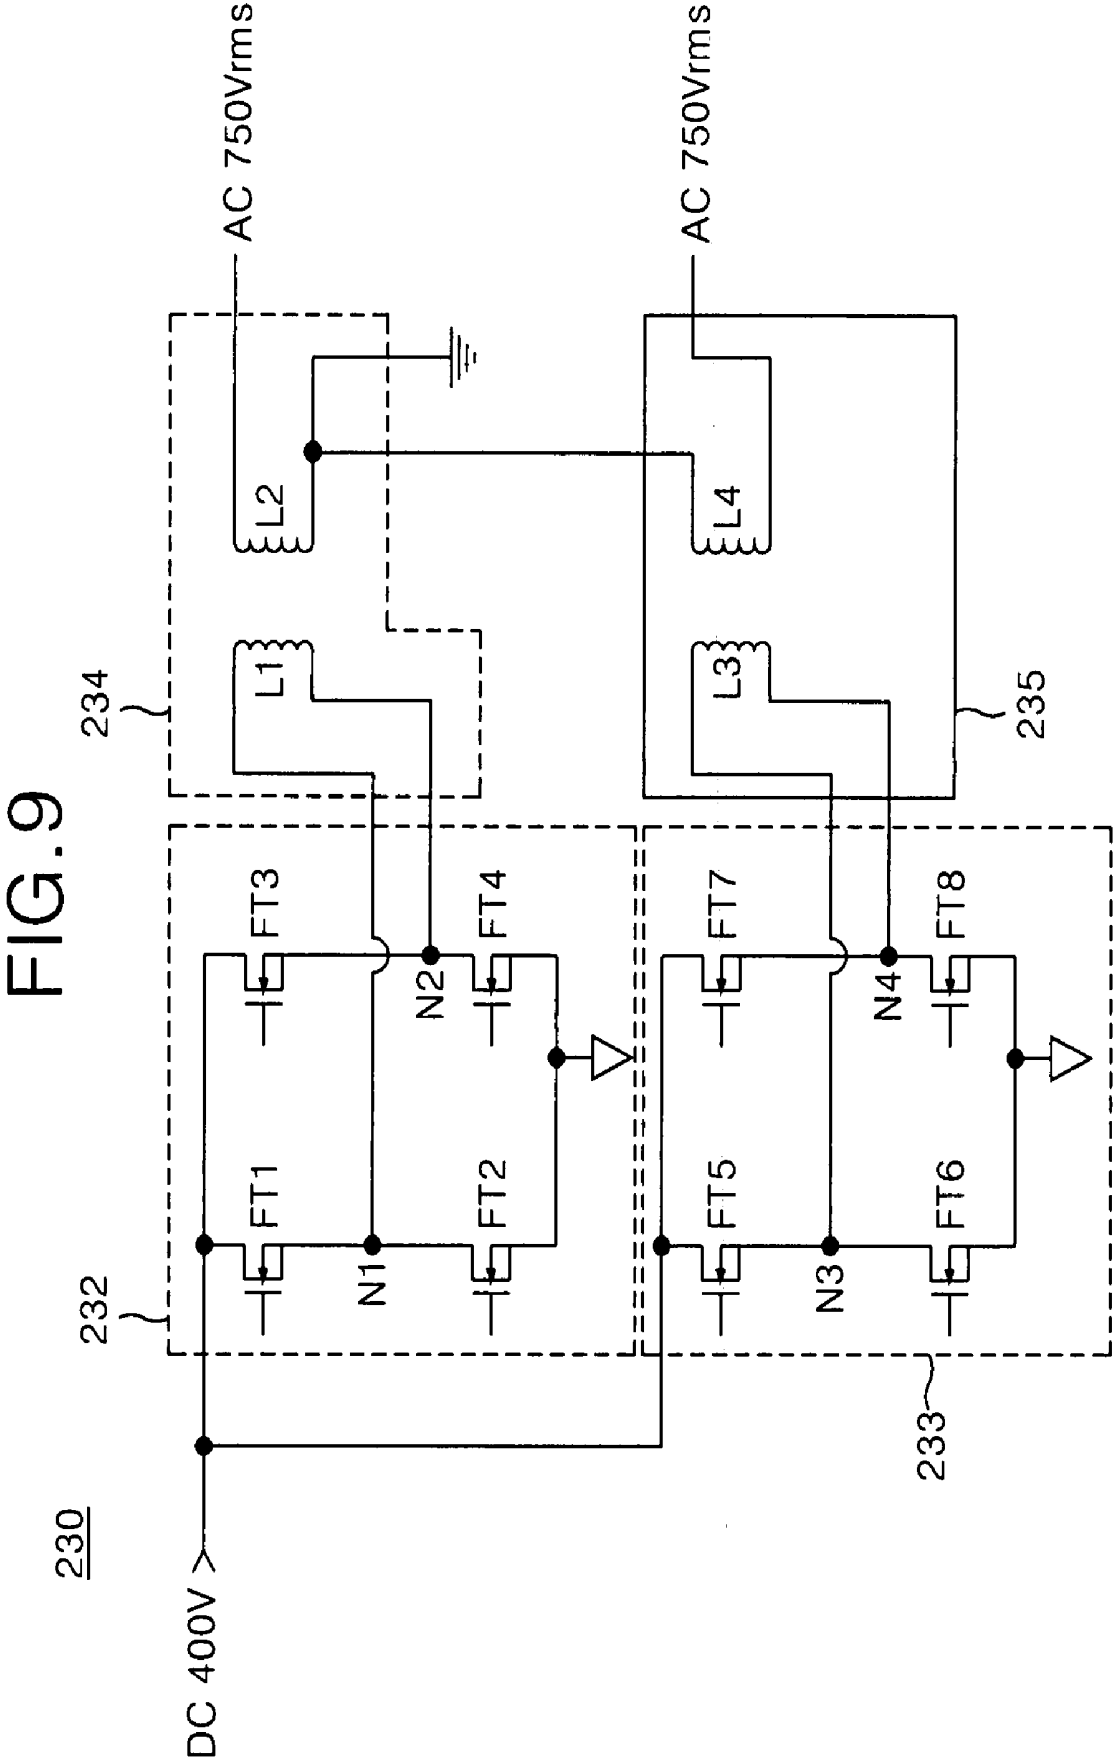 FIG.9
230
DC 400V
232
FT1
FT3
N1
N2
FT2
FT4
234
L1
L2
AC 750Vrms
233
FT5
FT7
N3
N4
FT6
FT8
235
L3
L4
AC 750Vrms